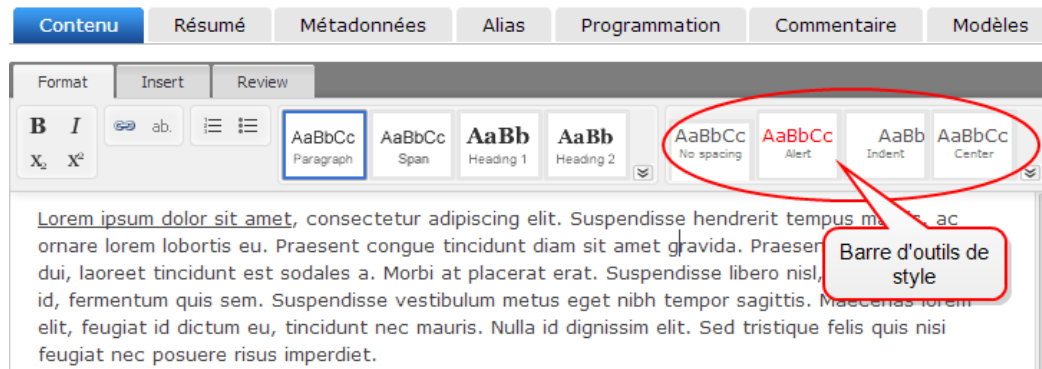 Contenu Résumé Métadonnées Alias Programmation Commentaire Modèles
Format Insert Review
B I ab. AaBbCc AaBbCc AaBb AaBb AaBbCc AaBbCc AaBb AaBbCc
X₂ X² Paragraph Span Heading 1 Heading 2 No spacing Alert Indent Center
Lorem ipsum dolor sit amet, consectetur adipiscing elit. Suspendisse hendrerit tempus ac
ornare lorem lobortis eu. Praesent congue tincidunt diam sit amet gravida.
dui, laoreet tincidunt est sodales a. Morbi at placerat erat. Suspendisse libero nisl,
id, fermentum quis sem. Suspendisse vestibulum metus eget nibh tempor sagittis. Maecenas lorem
elit, feugiat id dictum eu, tincidunt nec mauris. Nulla id dignissim elit. Sed tristique felis quis nisi
feugiat nec posuere risus imperdiet.
Barre d'outils de
style